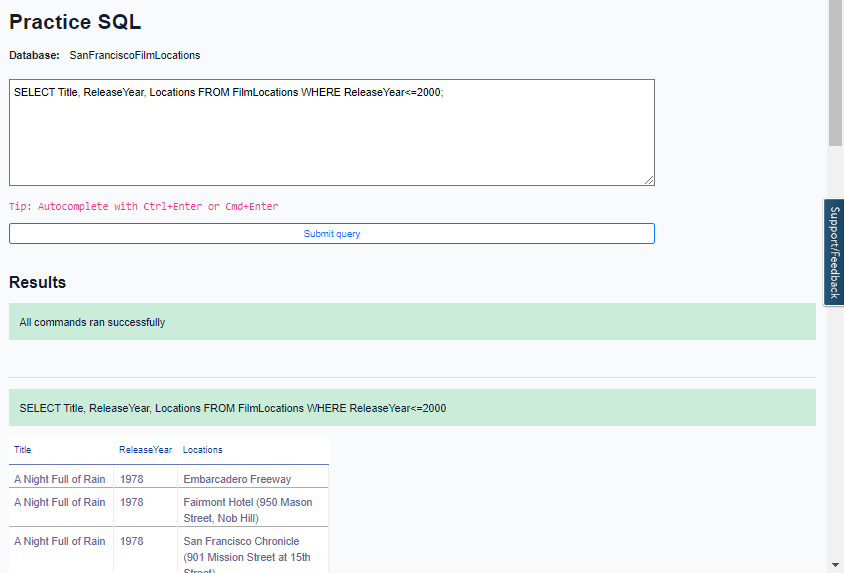 Practice SQL
Database: SanFranciscoFilmLocations
SELECT Title, ReleaseYear, Locations FROM FilmLocations WHERE ReleaseYear<=2000;
Tip: Autocomplete with Ctrl+Enter or Cmd+Enter
Submit query
Support/Feedback
Results
All commands ran successfully
SELECT Title, ReleaseYear, Locations FROM FilmLocations WHERE ReleaseYear<=2000
Title ReleaseYear Locations
A Night Full of Rain 1978 Embarcadero Freeway
A Night Full of Rain 1978 Fairmont Hotel (950 Mason
Street, Nob Hill)
A Night Full of Rain 1978 San Francisco Chronicle
(901 Mission Street at 15th
Street)